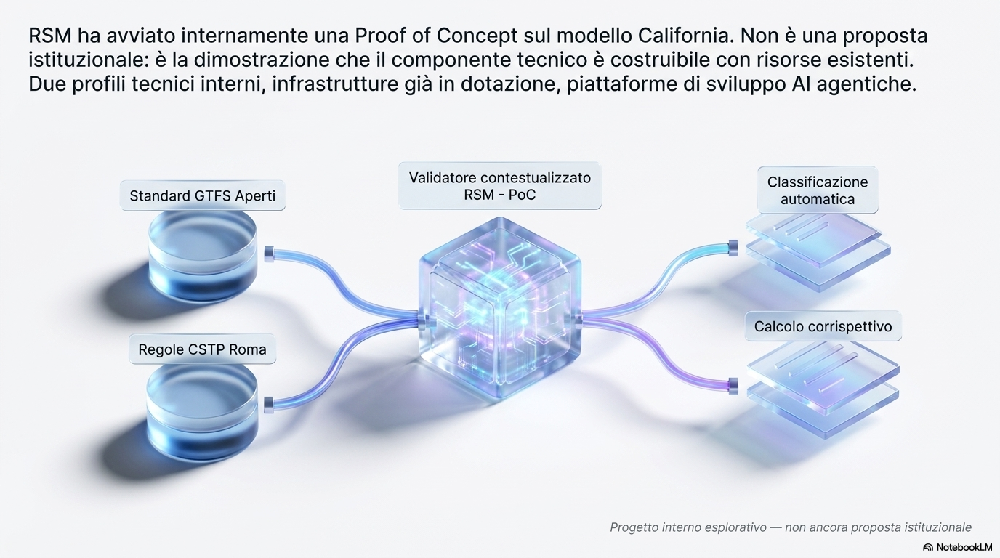 RSM ha avviato internamente una Proof of Concept sul modello California. Non è una proposta
istituzionale: è la dimostrazione che il componente tecnico è costruibile con risorse esistenti.
Due profili tecnici interni, infrastrutture già in dotazione, piattaforme di sviluppo AI agentiche.
Standard GTFS Aperti
Regole CSTP Roma
Validatore contestualizzato
RSM - PoC
Classificazione
automatica
Calcolo corrispettivo
Progetto interno esplorativo — non ancora proposta istituzionale
NotebookLM